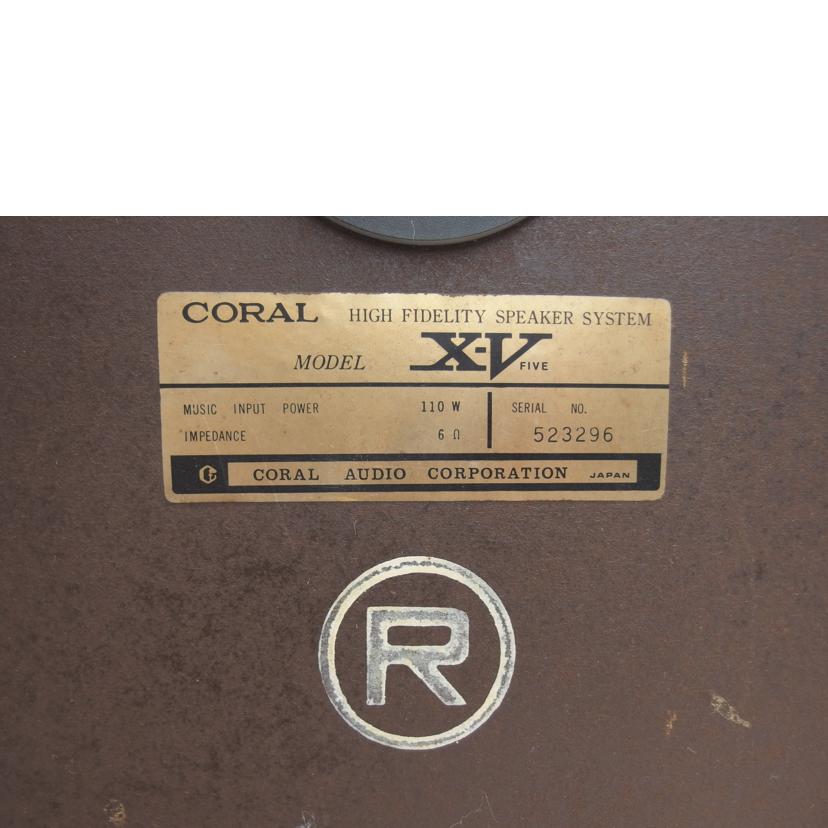 CORAL HIGH FIDELITY SPEAKER SYSTEM
MODEL X-V FIVE
MUSIC INPUT POWER 110 W
IMPEDANCE 6 Ω
SERIAL NO.
523296
CORAL AUDIO CORPORATION JAPAN
R